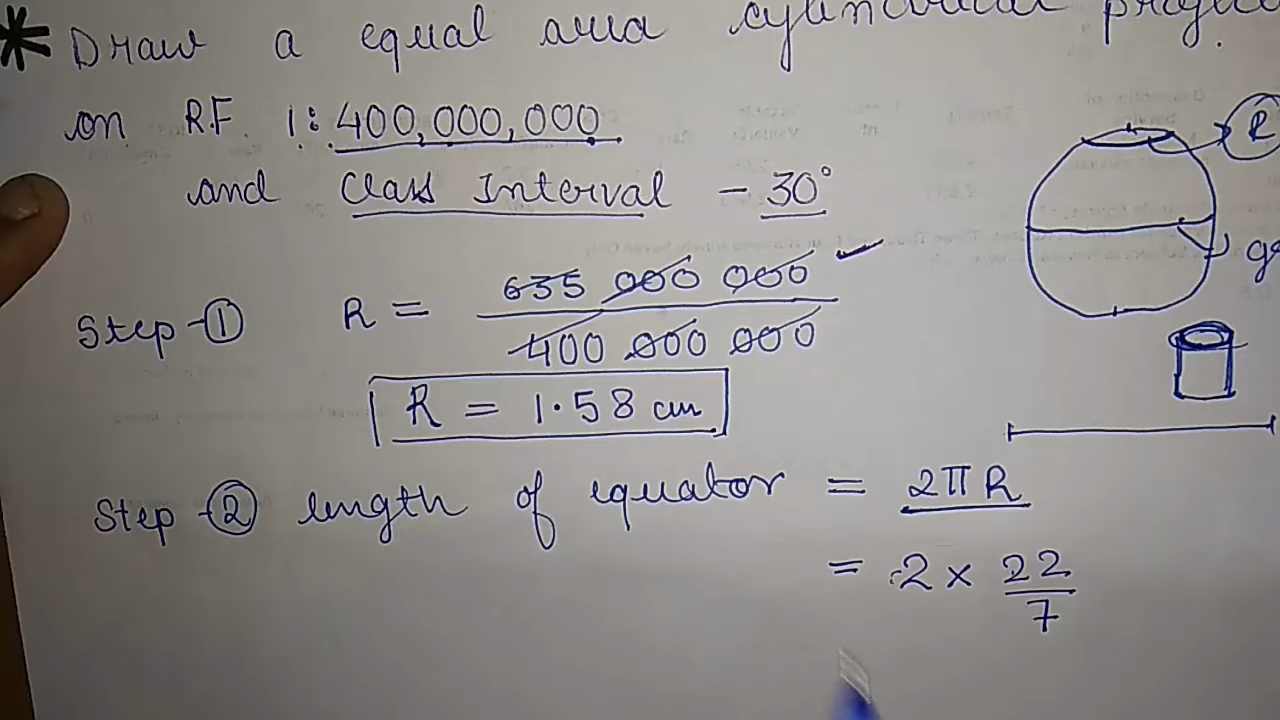 * Draw a equal area cylindrical
on RF. 1:400,000,000
and Class Interval - 30°
Step-① R = 635 000 000 / 400 000 000
R = 1.58 cm
Step-② length of equator = 2πR
= 2 × 22/7
R